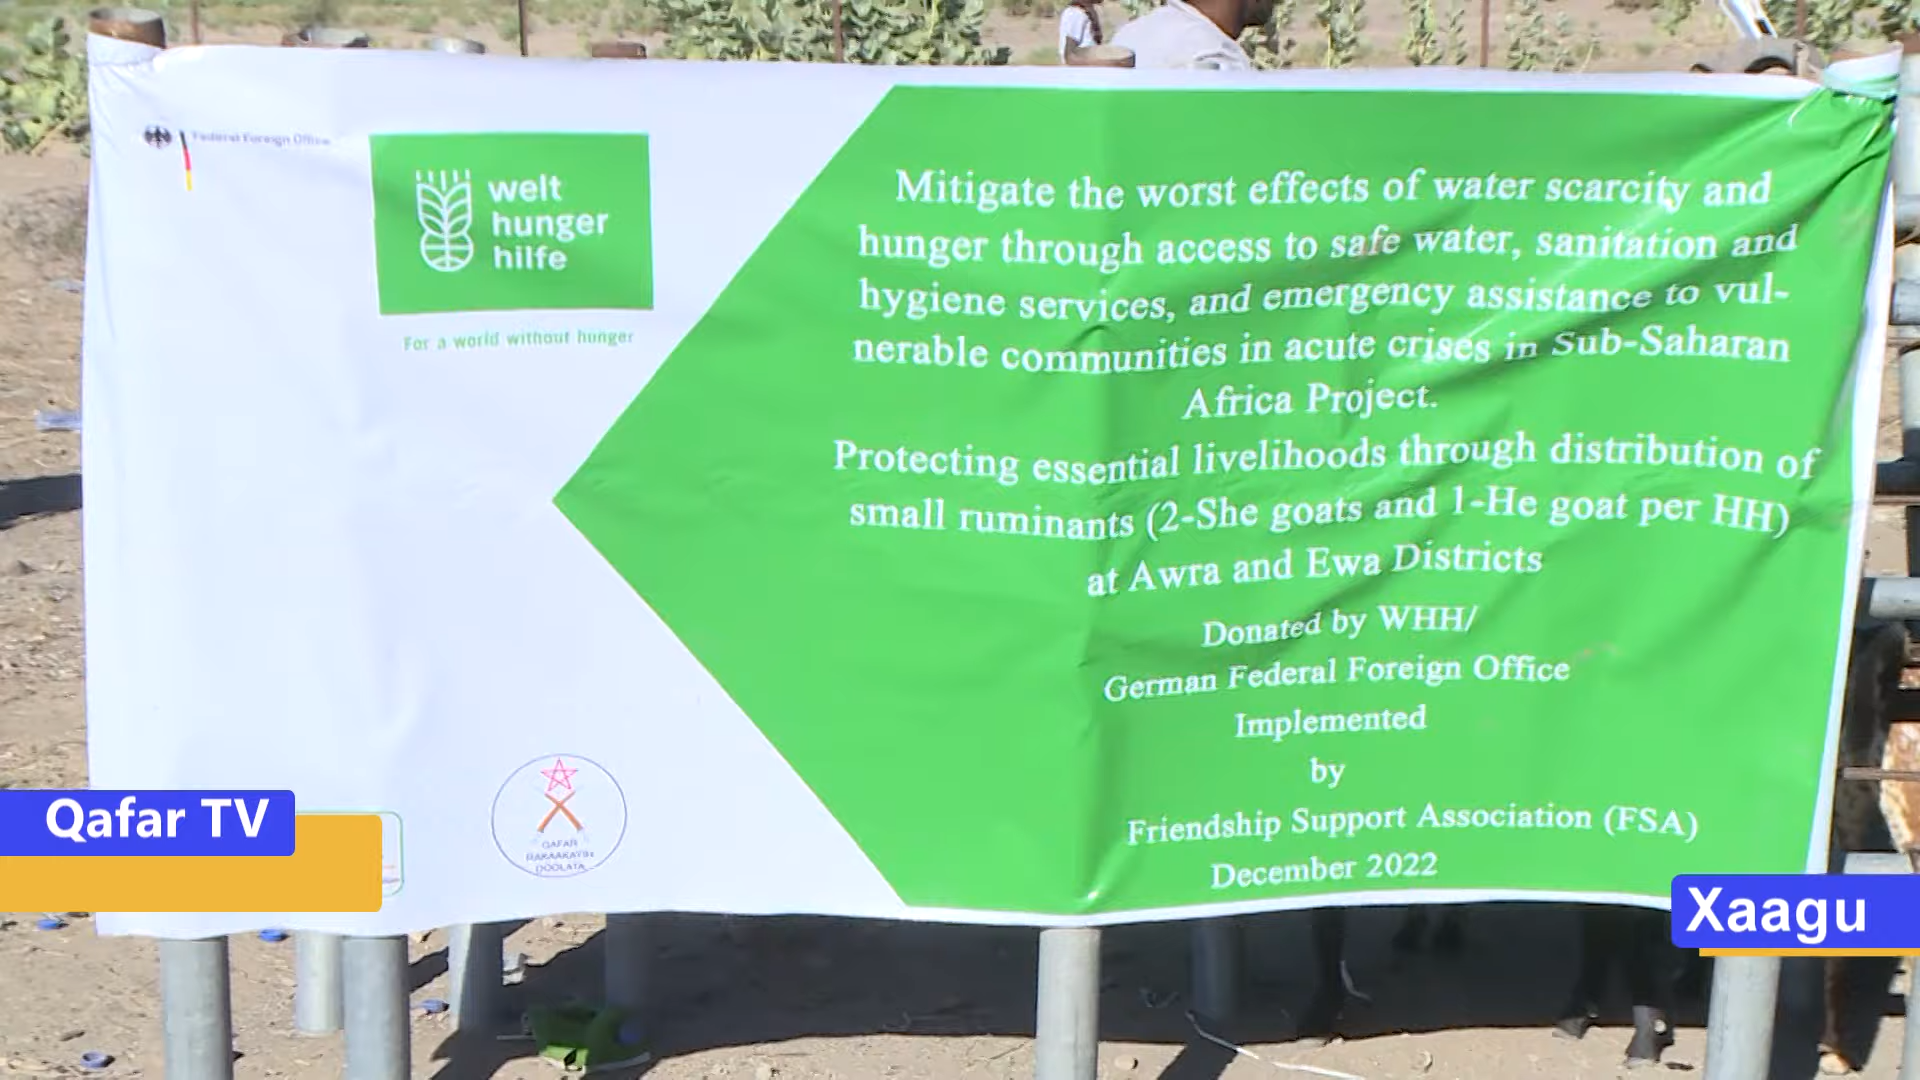 Federal Foreign Office
welt
hunger
hilfe
For a world without hunger
Mitigate the worst effects of water scarcity and
hunger through access to safe water, sanitation and
hygiene services, and emergency assistance to vul-
nerable communities in acute crises in Sub-Saharan
Africa Project.
Protecting essential livelihoods through distribution of
small ruminants (2-She goats and 1-He goat per HH)
at Awra and Ewa Districts
Donated by WHH/
German Federal Foreign Office
Implemented
by
Friendship Support Association (FSA)
December 2022
QAFAR
DOOLATA
Qafar TV
Xaagu